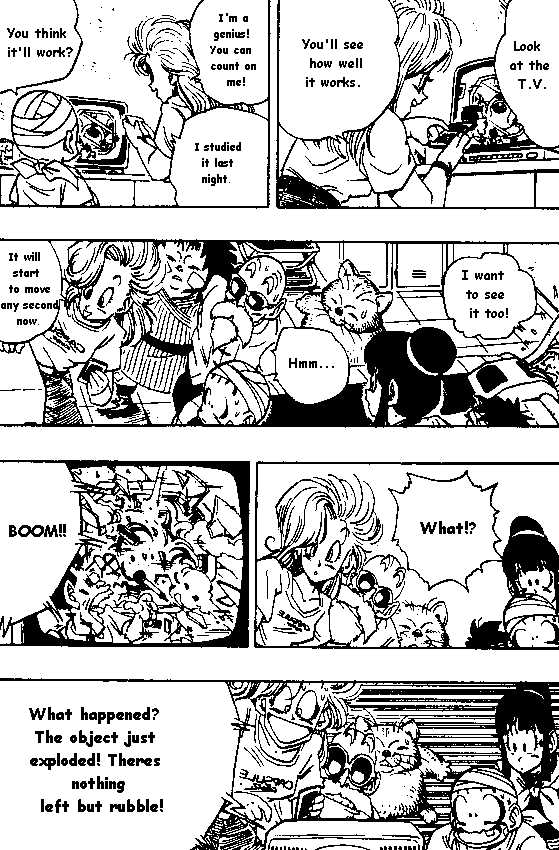 You think
it'll work?
I'm a
genius!
You can
count on
me!
I studied
it last
night.
You'll see
how well
it works.
Look
at the
T.V.
It will
start
to move
any second
now.
Hmm...
I want
to see
it too!
BOOM!!
What!?
What happened?
The object just
exploded! Theres
nothing
left but rubble!